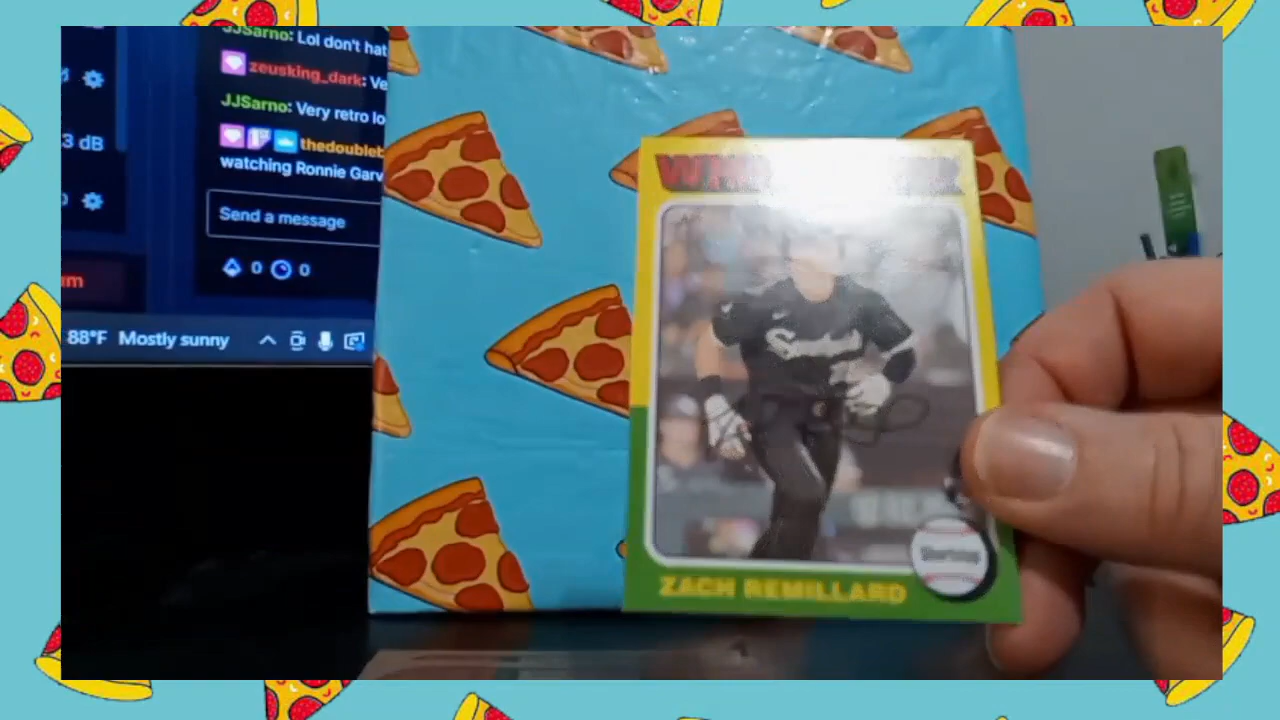 JJSarno: Lol don't hat
zeusking_dark: Ve
JJSarno: Very retro lo
thedoubleb
watching Ronnie Garv
3 dB
Send a message
0 0
88°F Mostly sunny
ZACH REMILLARD